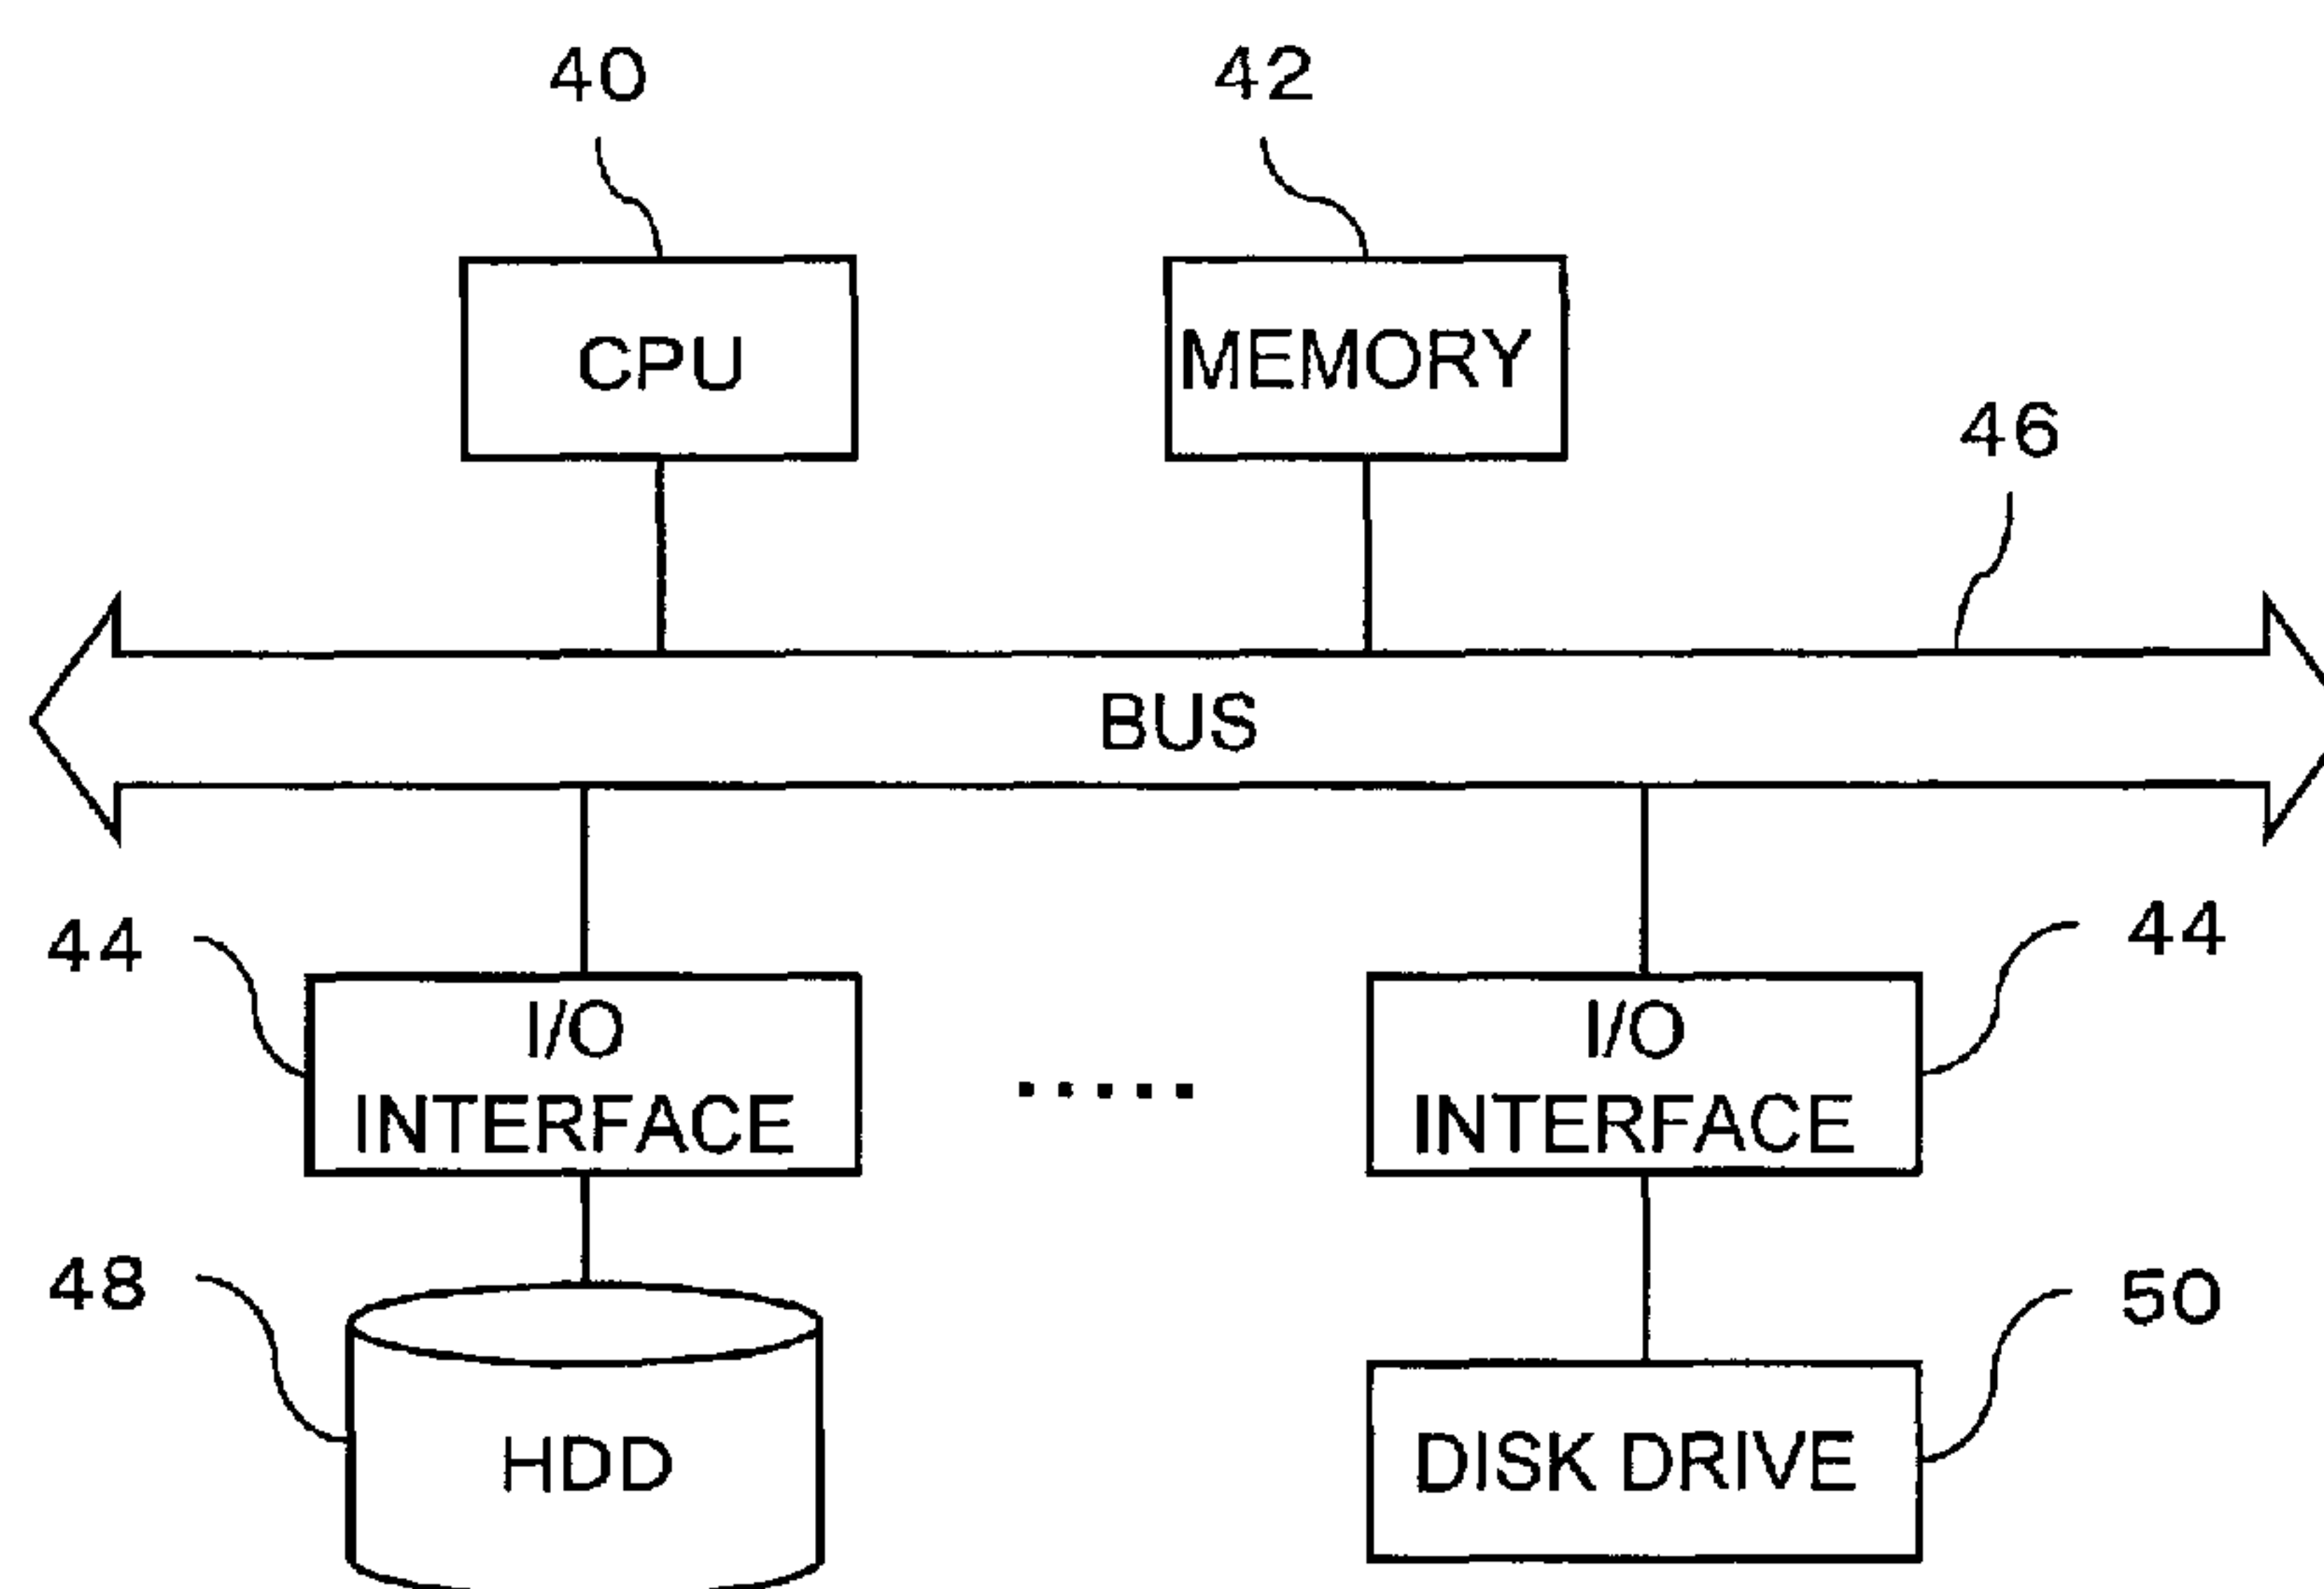 40
42
CPU
MEMORY
46
BUS
44
44
I/O
INTERFACE
.....
I/O
INTERFACE
48
50
HDD
DISK DRIVE